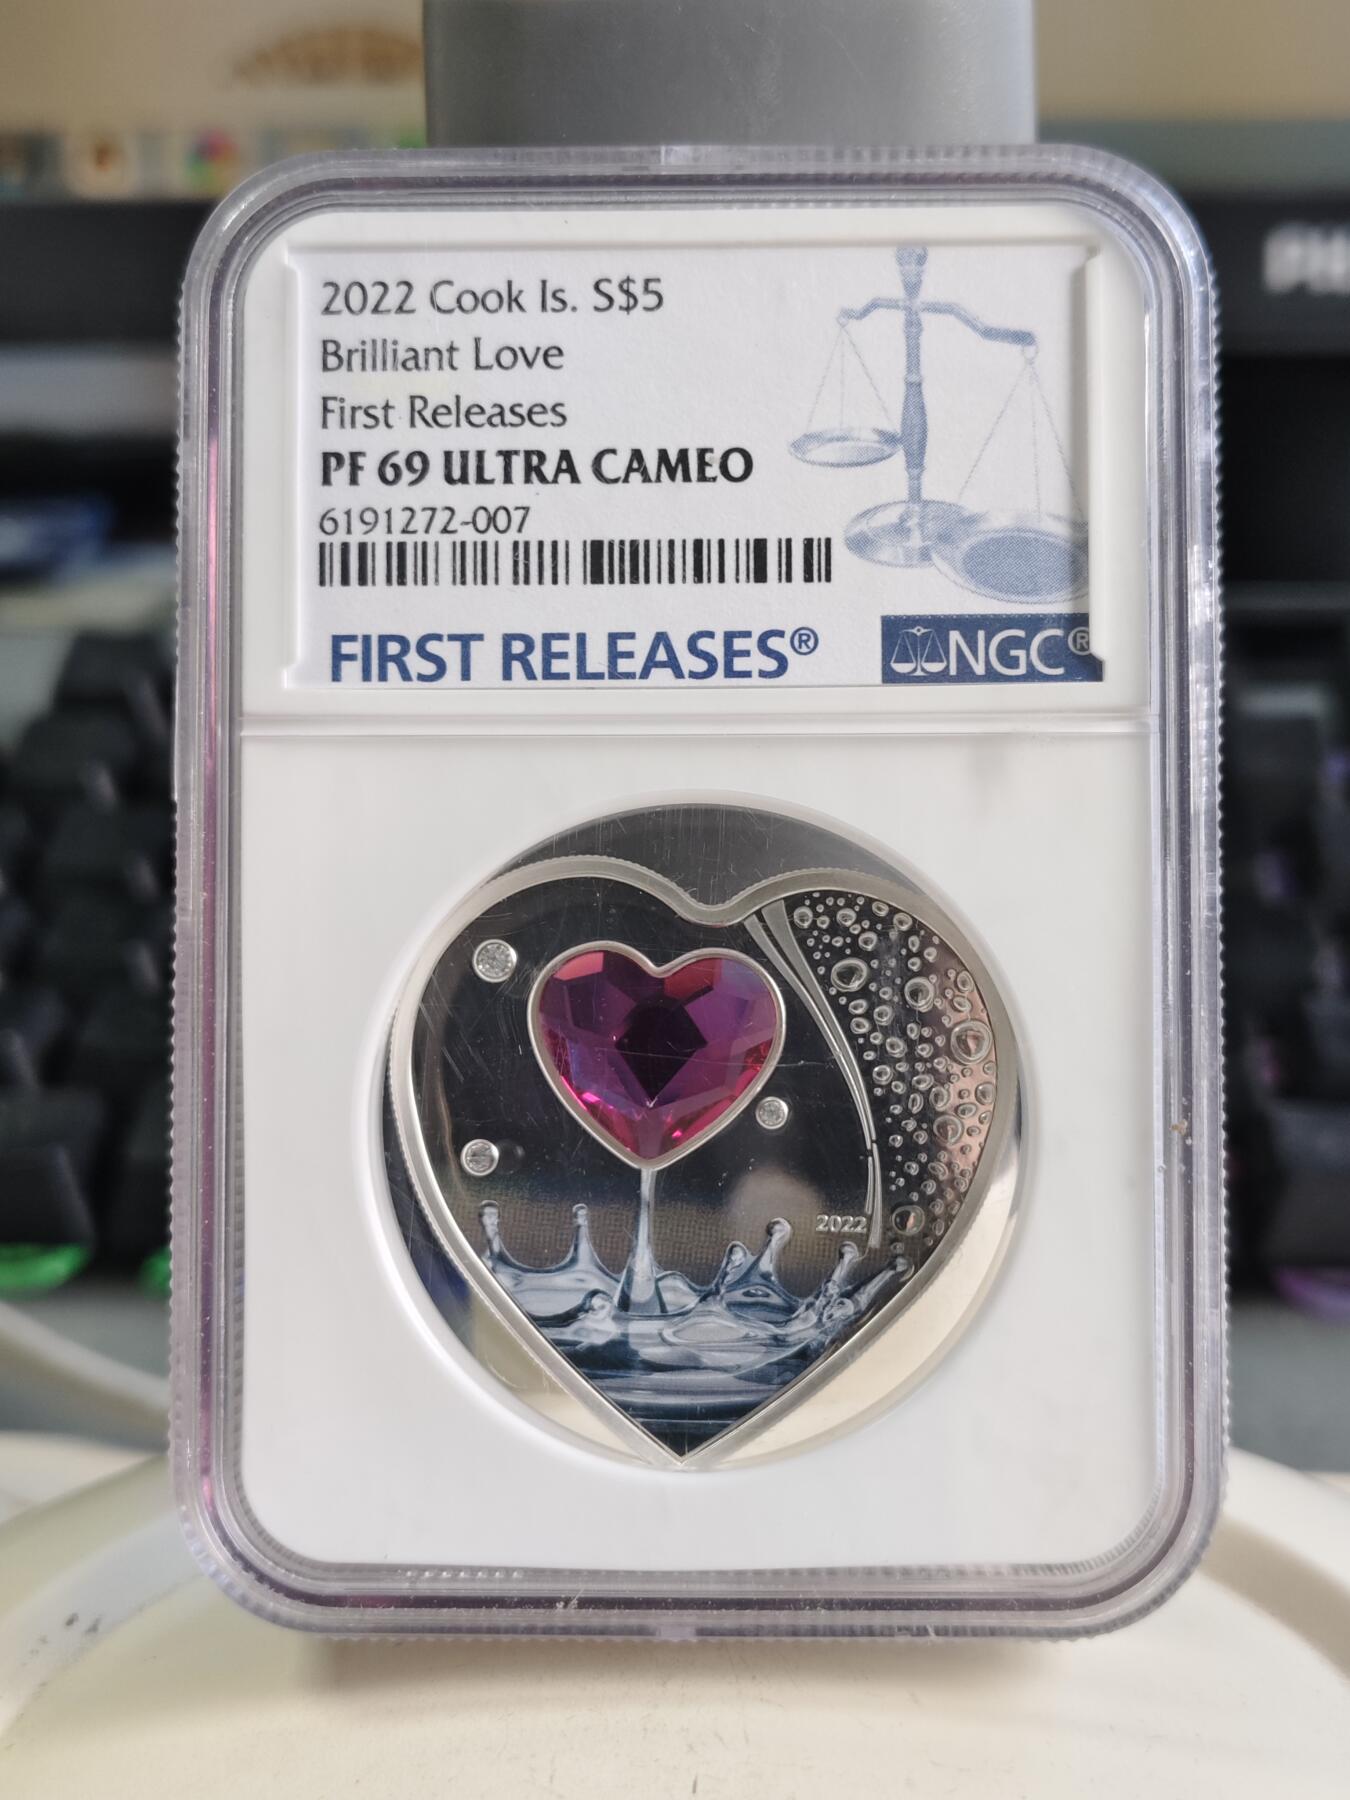 2022 Cook Is. S$5
Brilliant Love
First Releases
PF 69 ULTRA CAMEO
6191272-007
FIRST RELEASES®
NGC®
2022